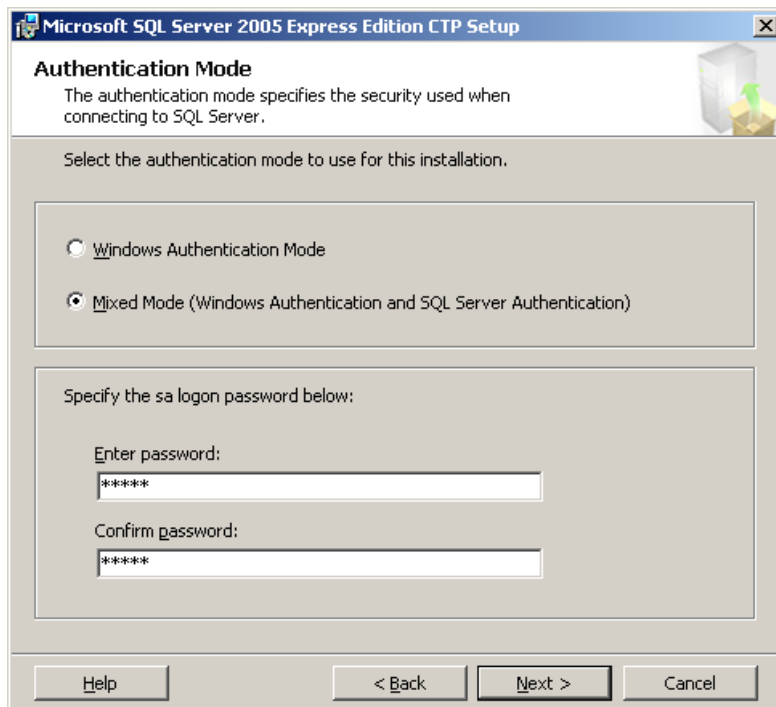 Microsoft SQL Server 2005 Express Edition CTP Setup
Authentication Mode
The authentication mode specifies the security used when
connecting to SQL Server.
Select the authentication mode to use for this installation.
Windows Authentication Mode
Mixed Mode (Windows Authentication and SQL Server Authentication)
Specify the sa logon password below:
Enter password:
*****
Confirm password:
*****
Help
< Back
Next >
Cancel